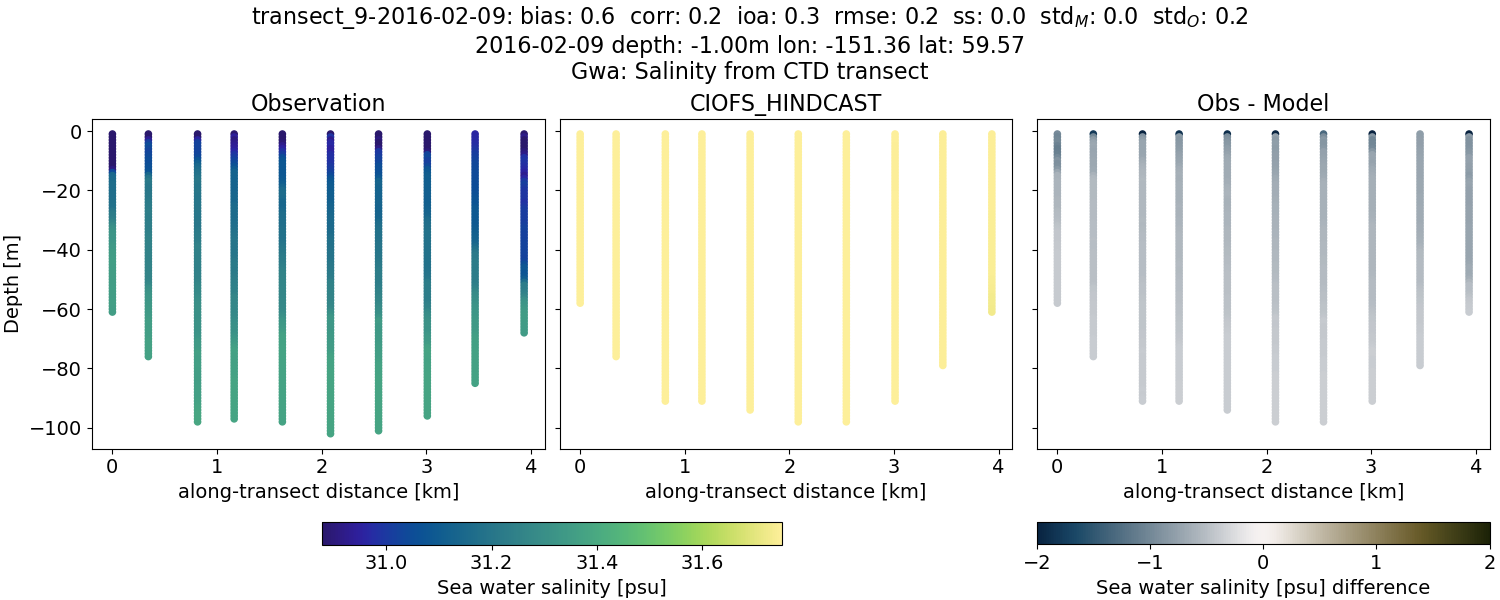 transect_9-2016-02-09: bias: 0.6 corr: 0.2 ioa: 0.3 rmse: 0.2 ss: 0.0 std_M: 0.0 std_O: 0.2
2016-02-09 depth: -1.00m lon: -151.36 lat: 59.57
Gwa: Salinity from CTD transect
Observation
CIOFS_HINDCAST
Obs - Model
0
−20
−40
−60
−80
−100
Depth [m]
0 1 2 3 4
0 1 2 3 4
0 1 2 3 4
along-transect distance [km]
along-transect distance [km]
along-transect distance [km]
31.0 31.2 31.4 31.6
Sea water salinity [psu]
−2 −1 0 1 2
Sea water salinity [psu] difference